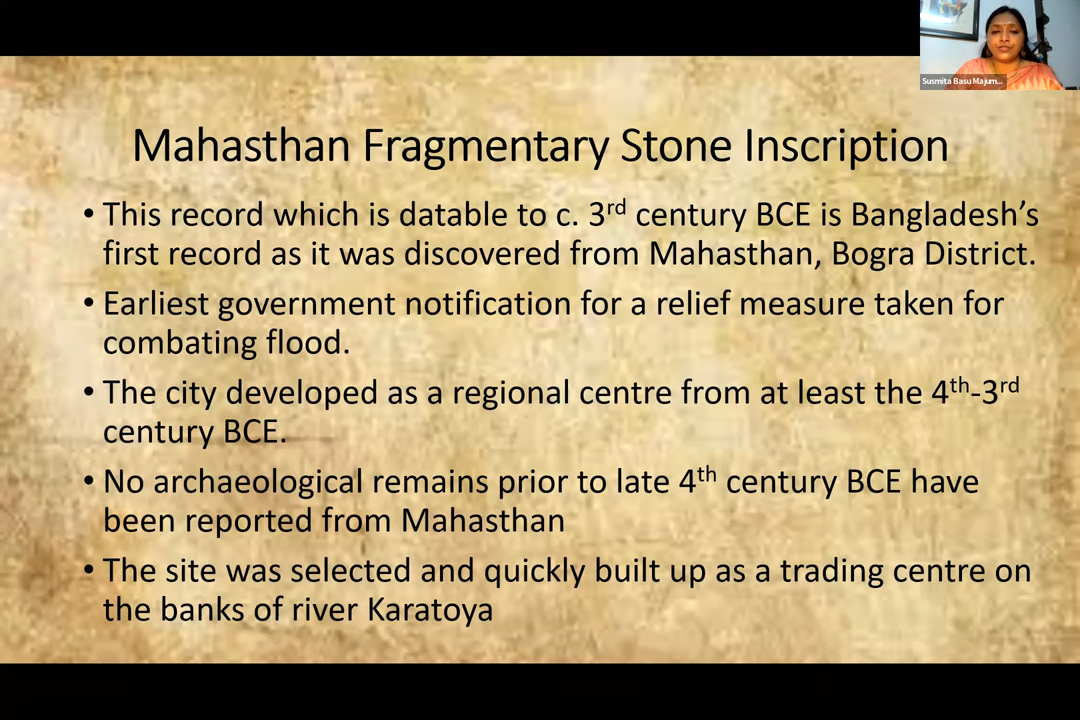 Susmita Basu Majum...
Mahasthan Fragmentary Stone Inscription
• This record which is datable to c. 3rd century BCE is Bangladesh’s
first record as it was discovered from Mahasthan, Bogra District.
• Earliest government notification for a relief measure taken for
combating flood.
• The city developed as a regional centre from at least the 4th-3rd
century BCE.
• No archaeological remains prior to late 4th century BCE have
been reported from Mahasthan
• The site was selected and quickly built up as a trading centre on
the banks of river Karatoya